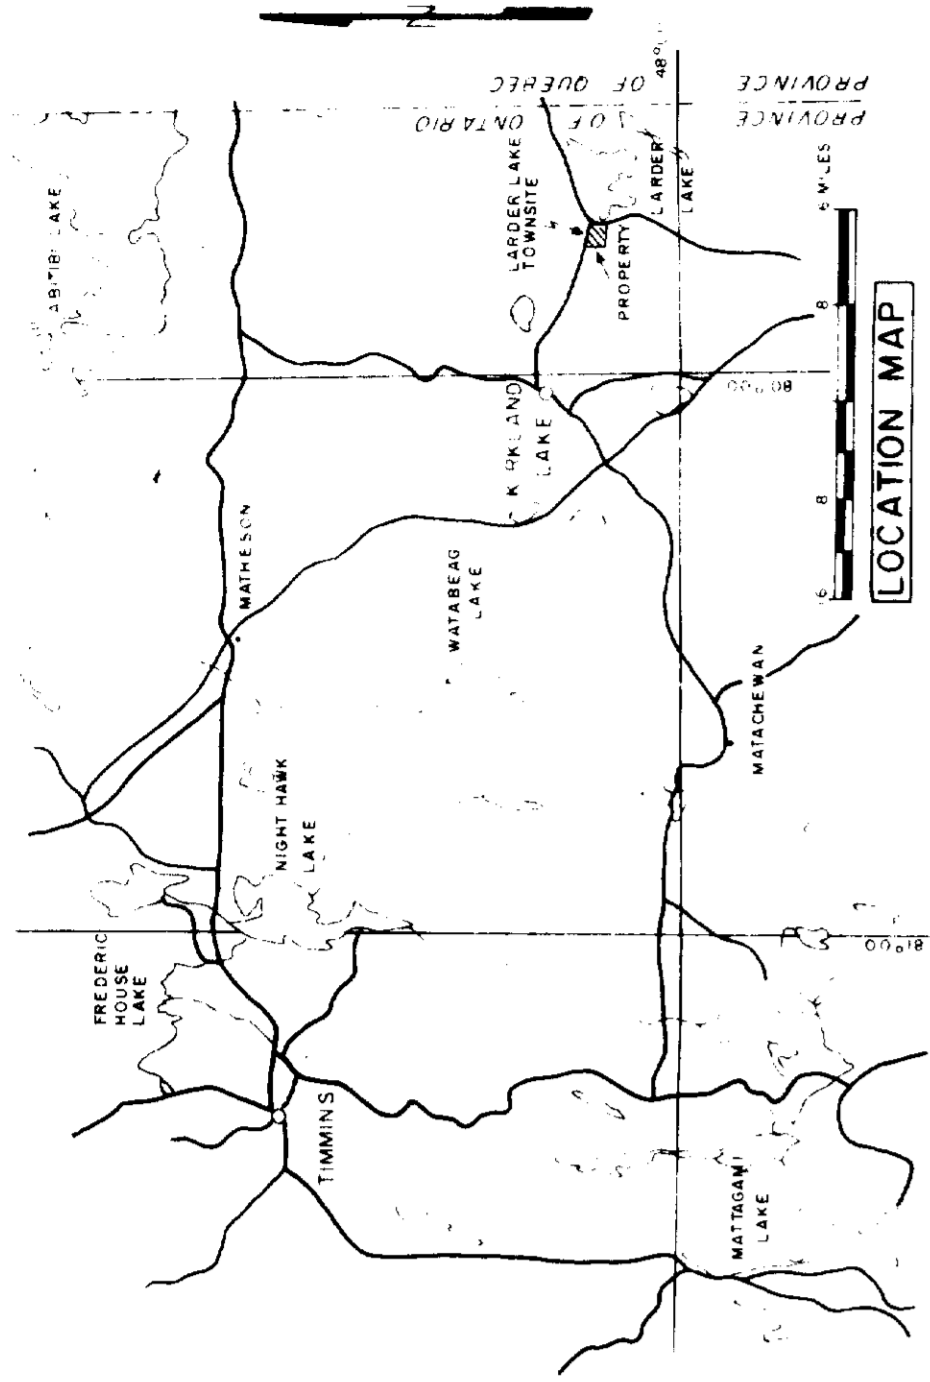 N
ABITIBI LAKE
FREDERIC
HOUSE
LAKE
NIGHT HAWK
LAKE
MATHESON
TIMMINS
WATABEAG
LAKE
KIRKLAND
LAKE
LARDER LAKE
TOWNSITE
PROPERTY
LARDER
LAKE
PROVINCE OF QUEBEC
PROVINCE OF ONTARIO
MATACHEWAN
MATTAGAMI
LAKE
48°
80°00
81°00
8 8
MILES
LOCATION MAP